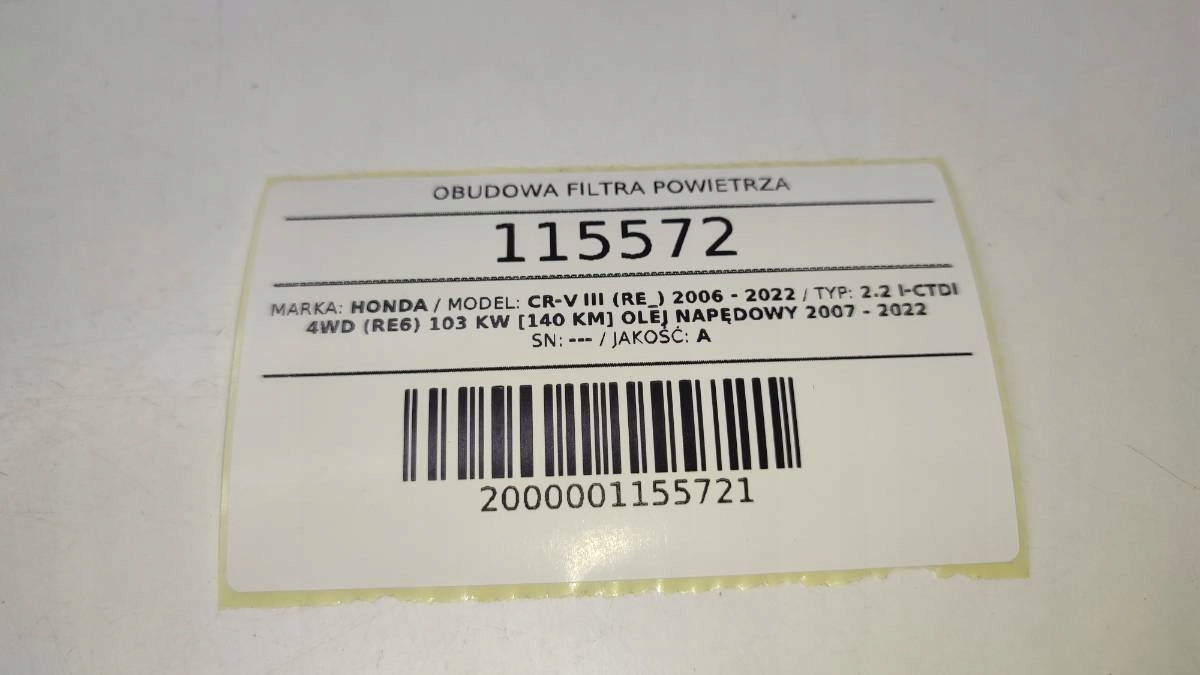 OBUDOWA FILTRA POWIETRZA
115572
MARKA: HONDA / MODEL: CR-V III (RE_) 2006 - 2022 / TYP: 2.2 I-CTDI
4WD (RE6) 103 KW [140 KM] OLEJ NAPĘDOWY 2007 - 2022
SN: --- / JAKOŚĆ: A
2000001155721